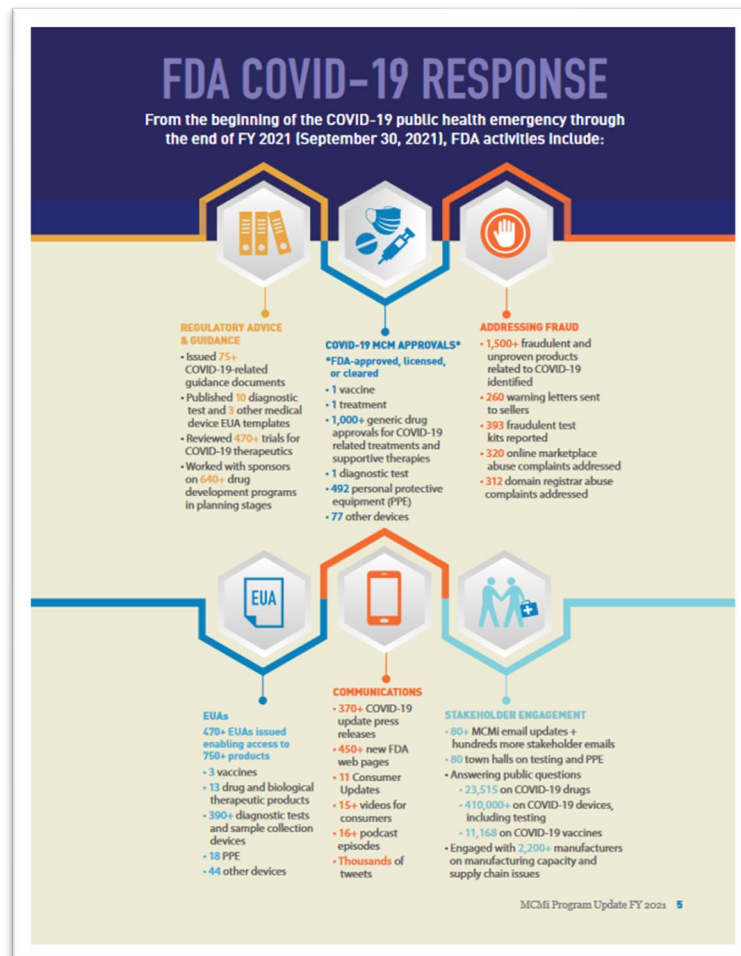 FDA COVID-19 RESPONSE
From the beginning of the COVID-19 public health emergency through
the end of FY 2021 (September 30, 2021), FDA activities include:
REGULATORY ADVICE
& GUIDANCE
• Issued 75+
COVID-19-related
guidance documents
• Published 10 diagnostic
test and 3 other medical
device EUA templates
• Reviewed 470+ trials for
COVID-19 therapeutics
• Worked with sponsors
on 640+ drug
development programs
in planning stages
COVID-19 MCM APPROVALS*
*FDA-approved, licensed,
or cleared
• 1 vaccine
• 1 treatment
• 1,000+ generic drug
approvals for COVID-19
related treatments and
supportive therapies
• 1 diagnostic test
• 492 personal protective
equipment (PPE)
• 77 other devices
ADDRESSING FRAUD
• 1,500+ fraudulent and
unproven products
related to COVID-19
identified
• 260 warning letters sent
to sellers
• 393 fraudulent test
kits reported
• 320 online marketplace
abuse complaints addressed
• 312 domain registrar abuse
complaints addressed
EUA
EUAs
470+ EUAs issued
enabling access to
750+ products
• 3 vaccines
• 13 drug and biological
therapeutic products
• 390+ diagnostic tests
and sample collection
devices
• 18 PPE
• 44 other devices
COMMUNICATIONS
• 370+ COVID-19
update press
releases
• 450+ new FDA
web pages
• 11 Consumer
Updates
• 15+ videos for
consumers
• 16+ podcast
episodes
• Thousands of
tweets
STAKEHOLDER ENGAGEMENT
• 80+ MCMi email updates +
hundreds more stakeholder emails
• 80 town halls on testing and PPE
• Answering public questions
• 23,515 on COVID-19 drugs
• 410,000+ on COVID-19 devices,
including testing
• 11,168 on COVID-19 vaccines
• Engaged with 2,200+ manufacturers
on manufacturing capacity and
supply chain issues
MCMi Program Update FY 2021 5